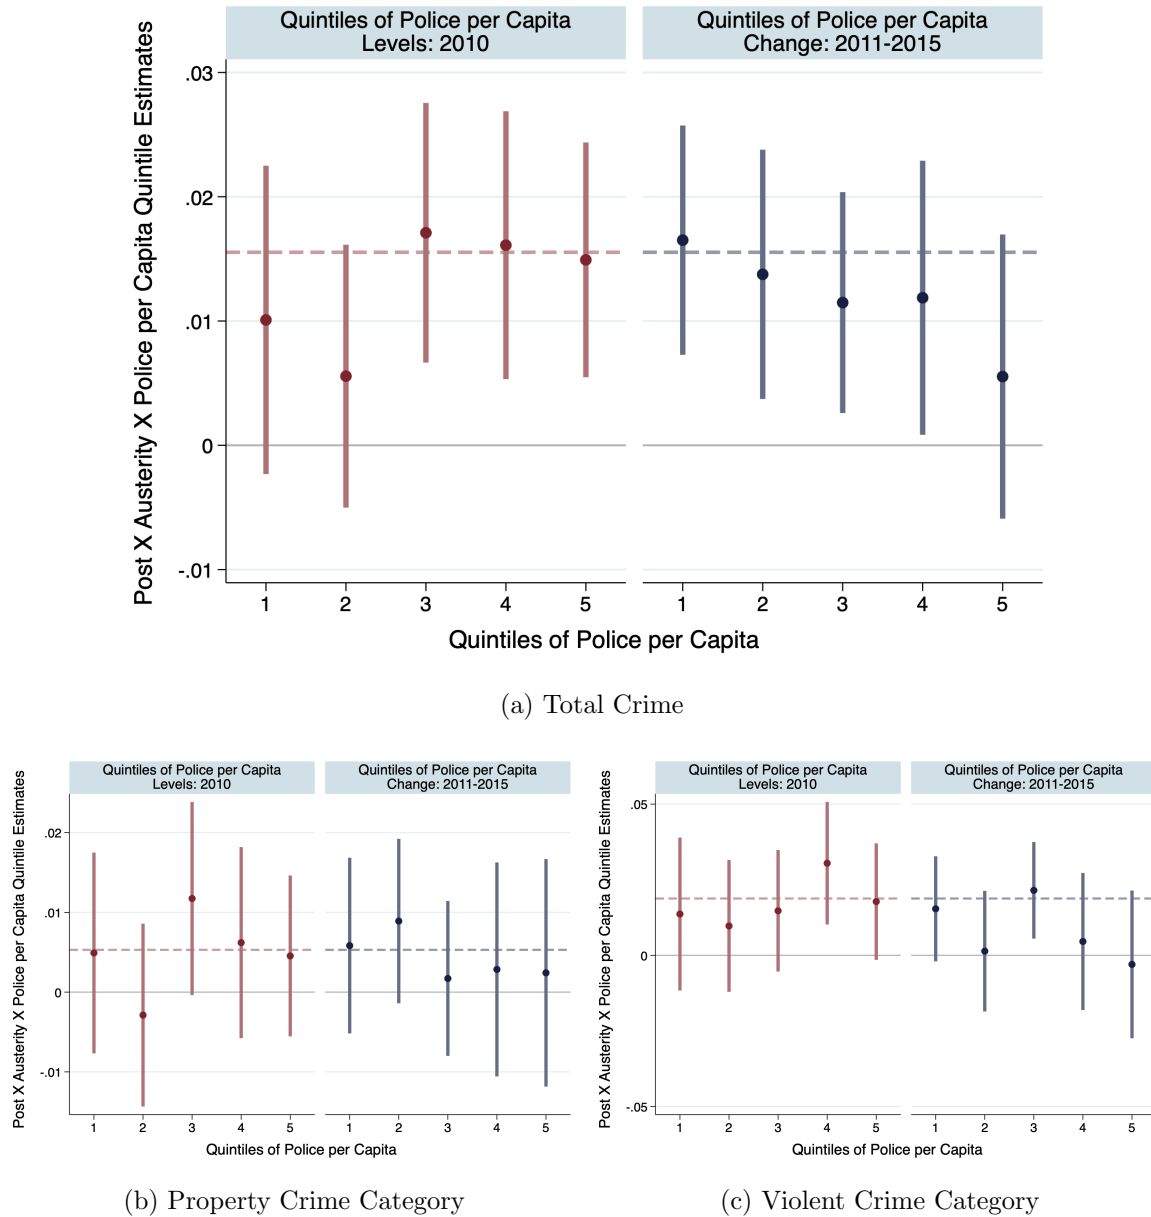 Quintiles of Police per Capita
Levels: 2010
Quintiles of Police per Capita
Change: 2011-2015
Post X Austerity X Police per Capita Quintile Estimates
.03
.02
.01
0
-.01
1 2 3 4 5
1 2 3 4 5
Quintiles of Police per Capita
(a) Total Crime
Quintiles of Police per Capita
Levels: 2010
Quintiles of Police per Capita
Change: 2011-2015
Post X Austerity X Police per Capita Quintile Estimates
.02
.01
0
-.01
1 2 3 4 5
1 2 3 4 5
Quintiles of Police per Capita
(b) Property Crime Category
Quintiles of Police per Capita
Levels: 2010
Quintiles of Police per Capita
Change: 2011-2015
Post X Austerity X Police per Capita Quintile Estimates
.05
0
-.05
1 2 3 4 5
1 2 3 4 5
Quintiles of Police per Capita
(c) Violent Crime Category